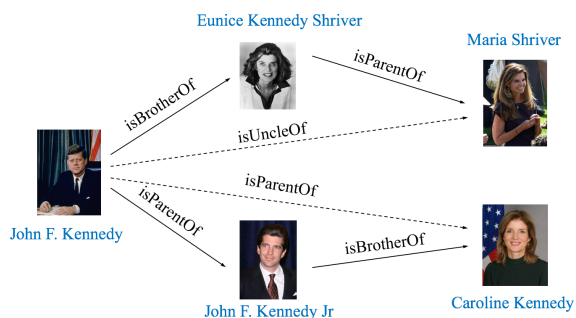 Eunice Kennedy Shriver
Maria Shriver
isParentOf
isBrotherOf
isUncleOf
isParentOf
John F. Kennedy
isParentOf
isBrotherOf
John F. Kennedy Jr
Caroline Kennedy